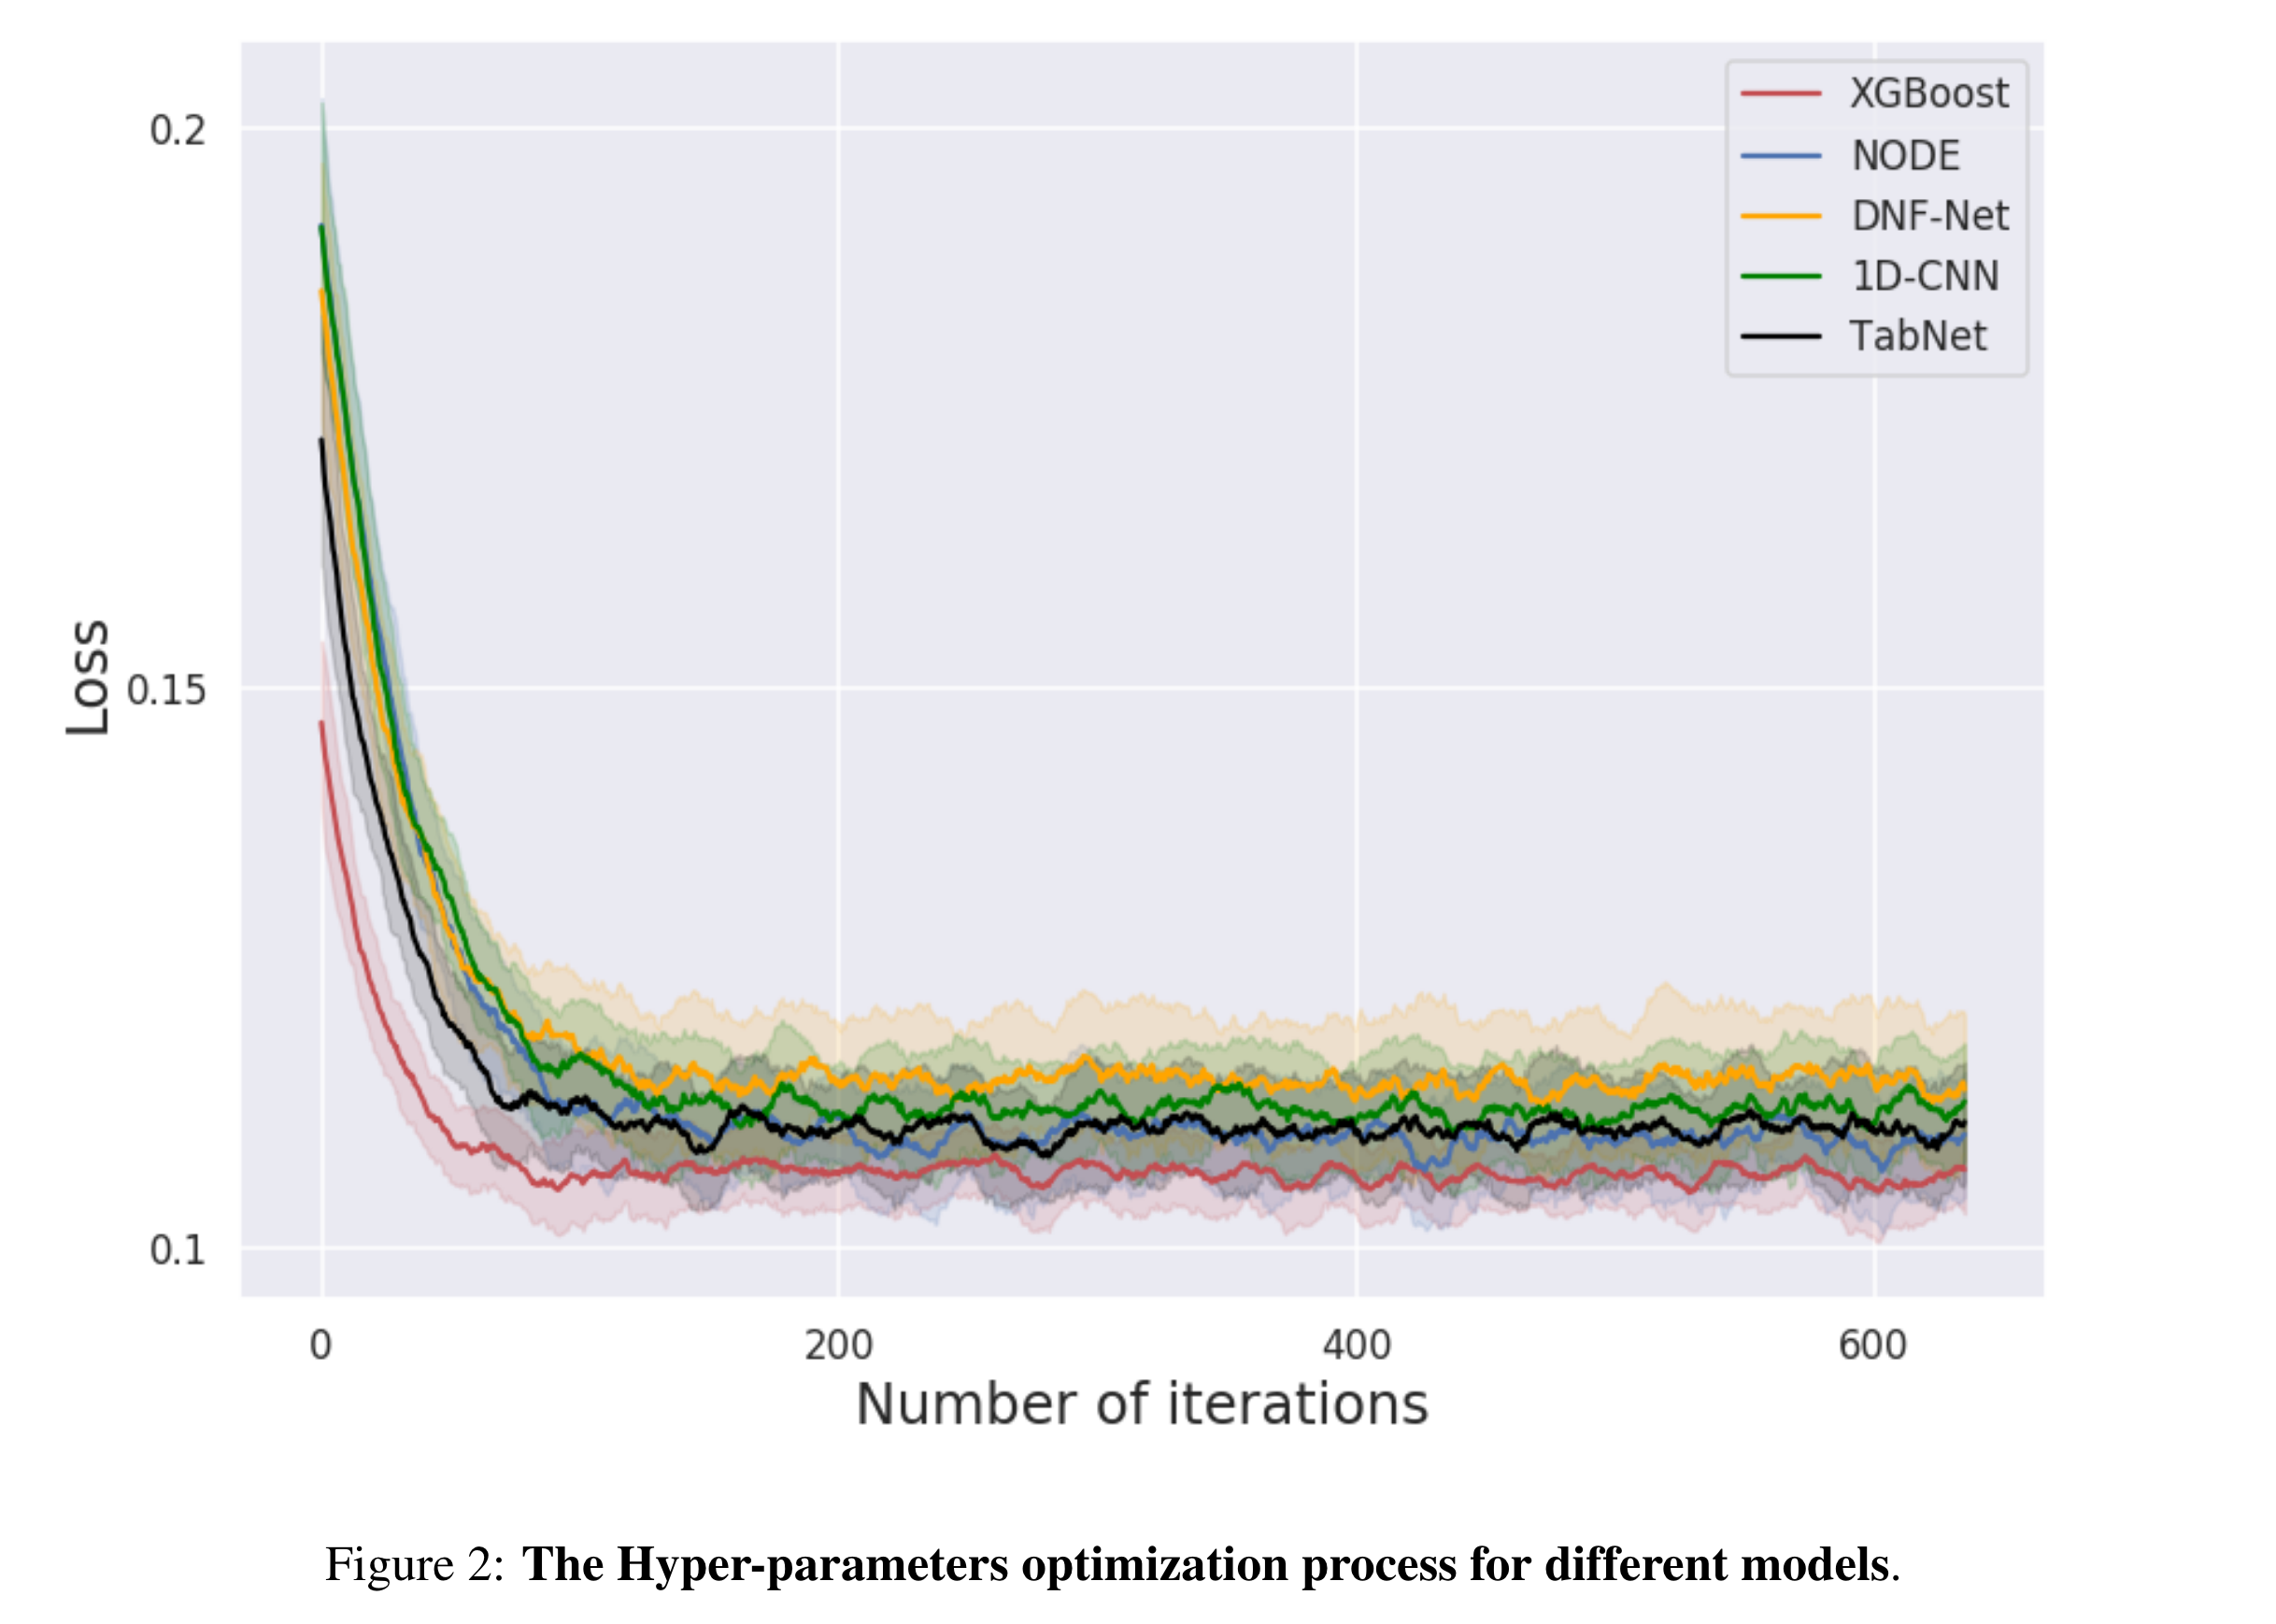 XGBoost
NODE
DNF-Net
1D-CNN
TabNet
0.2
0.15
0.1
Loss
0 200 400 600
Number of iterations
Figure 2: The Hyper-parameters optimization process for different models.